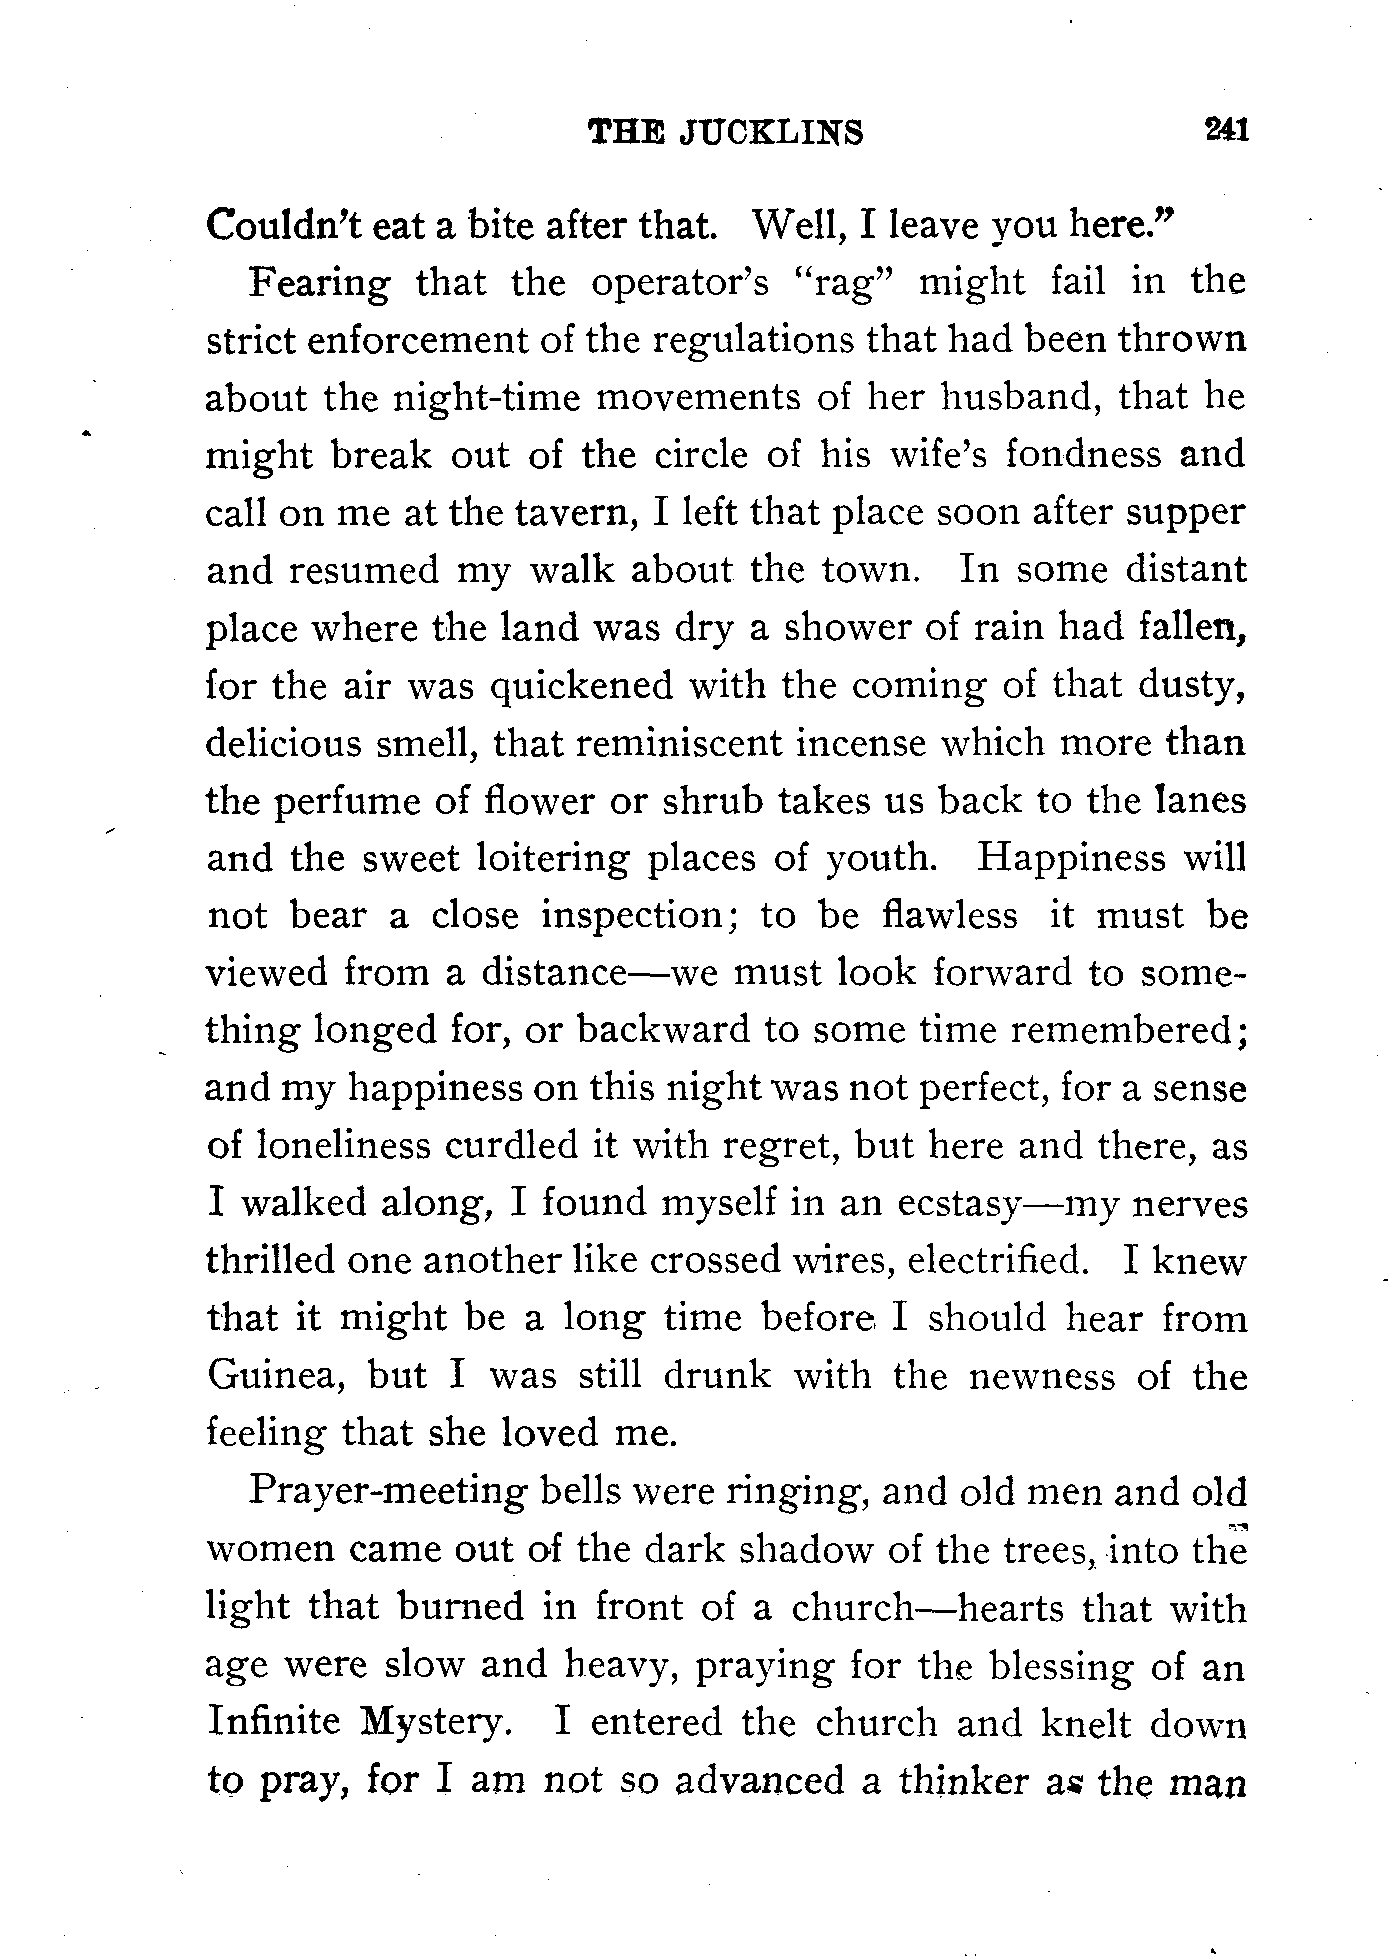 THE JUCKLINS 241
Couldn't eat a bite after that. Well, I leave you here."
Fearing that the operator's "rag" might fail in the
strict enforcement of the regulations that had been thrown
about the night-time movements of her husband, that he
might break out of the circle of his wife's fondness and
call on me at the tavern, I left that place soon after supper
and resumed my walk about the town. In some distant
place where the land was dry a shower of rain had fallen,
for the air was quickened with the coming of that dusty,
delicious smell, that reminiscent incense which more than
the perfume of flower or shrub takes us back to the lanes
and the sweet loitering places of youth. Happiness will
not bear a close inspection; to be flawless it must be
viewed from a distance—we must look forward to some-
thing longed for, or backward to some time remembered;
and my happiness on this night was not perfect, for a sense
of loneliness curdled it with regret, but here and there, as
I walked along, I found myself in an ecstasy—my nerves
thrilled one another like crossed wires, electrified. I knew
that it might be a long time before I should hear from
Guinea, but I was still drunk with the newness of the
feeling that she loved me.
Prayer-meeting bells were ringing, and old men and old
women came out of the dark shadow of the trees, into the
light that burned in front of a church—hearts that with
age were slow and heavy, praying for the blessing of an
Infinite Mystery. I entered the church and knelt down
to pray, for I am not so advanced a thinker as the man